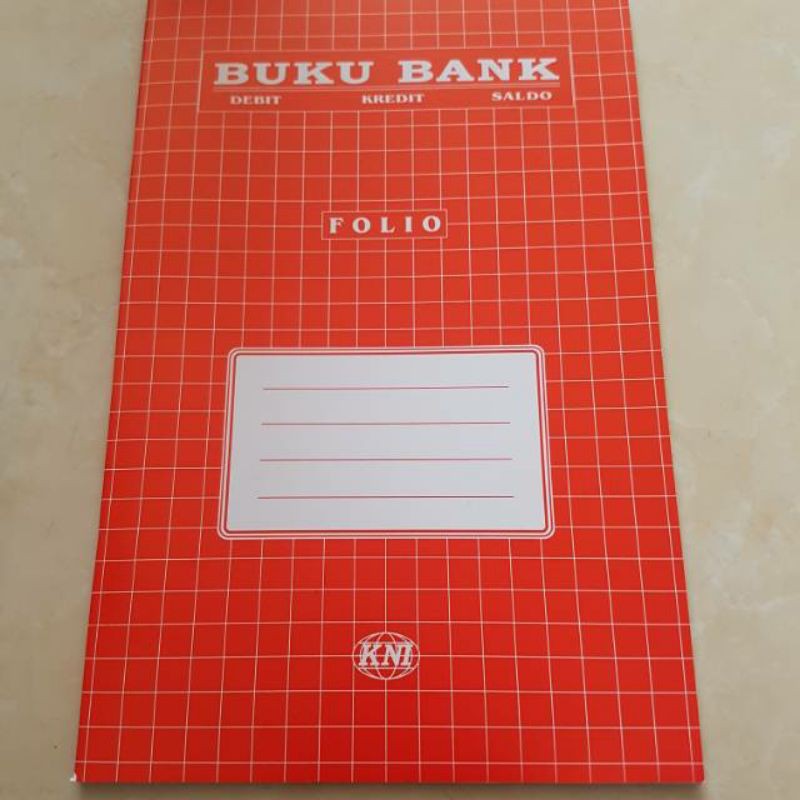 BUKU BANK
DEBIT KREDIT SALDO
FOLIO
KNI